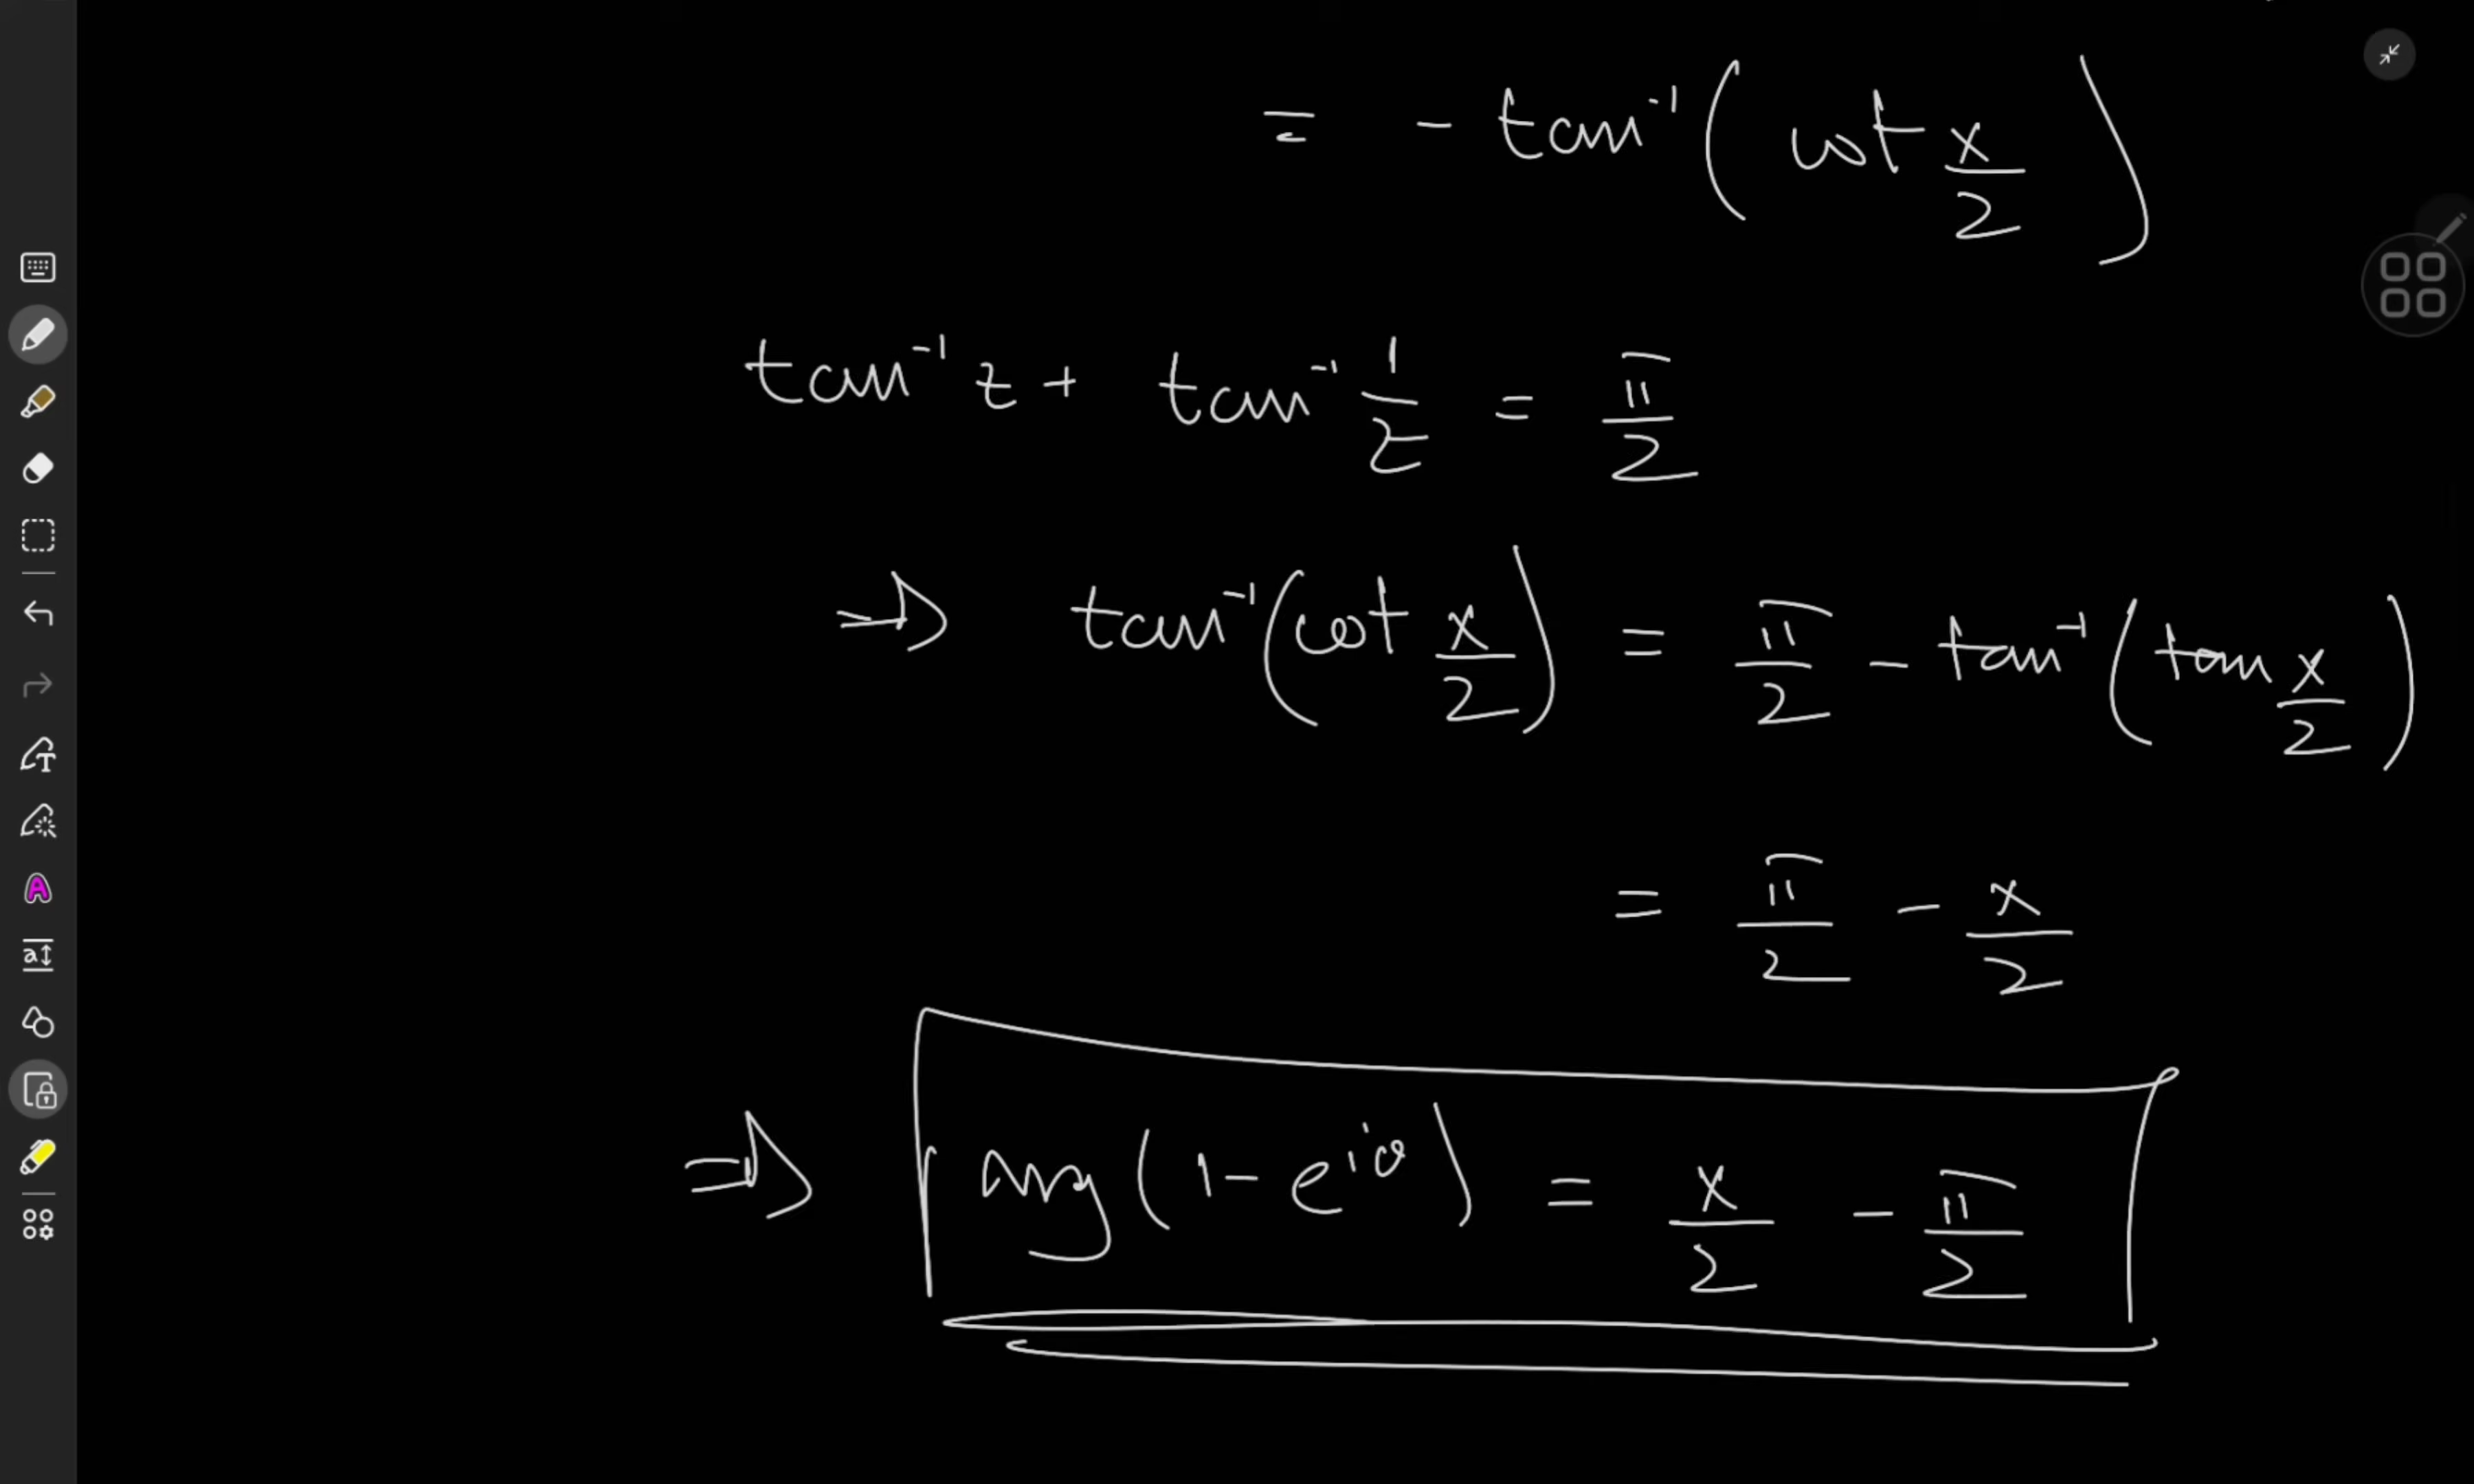 = - tan⁻¹(cot x/2)
tan⁻¹ z + tan⁻¹ 1/z = π/2
⇒ tan⁻¹(cot x/2) = π/2 - tan⁻¹(tan x/2)
= π/2 - x/2
⇒ arg(1 - e^{iθ}) = x/2 - π/2